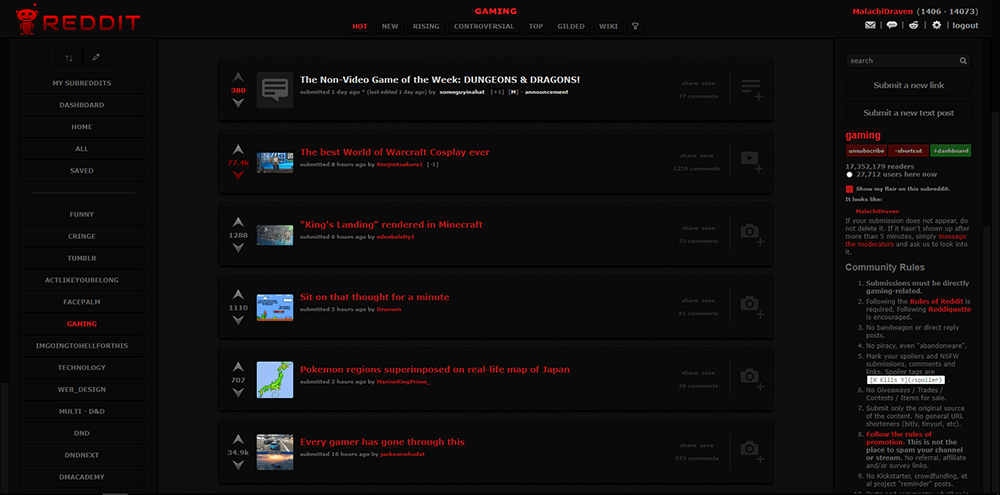 REDDIT
GAMING
HOT NEW RISING CONTROVERSIAL TOP GILDED WIKI
MalachiDraven (1406 · 14073)
| | | | logout
MY SUBREDDITS
DASHBOARD
HOME
ALL
SAVED
FUNNY
CRINGE
TUMBLR
ACTLIKEYOUBELONG
FACEPALM
GAMING
IMGOINGTOHELLFORTHIS
TECHNOLOGY
WEB_DESIGN
MULTI - D&D
DND
DNDNEXT
DMACADEMY
380
The Non-Video Game of the Week: DUNGEONS & DRAGONS!
submitted 1 day ago * (last edited 1 day ago) by someguyinahat [+1] [M] - announcement
share save
77 comments
27.4k
The best World of Warcraft Cosplay ever
submitted 8 hours ago by KenjinAsakura1 [-1]
share save
1250 comments
1288
"King's Landing" rendered in Minecraft
submitted 6 hours ago by
share save
53 comments
1110
Sit on that thought for a minute
submitted 5 hours ago by
share save
61 comments
707
Pokemon regions superimposed on real-life map of Japan
submitted 3 hours ago by MarineKingPrime_
share save
comments
34.9k
Every gamer has gone through this
submitted 16 hours ago by jacksonwhodat
share save
572 comments
search
Submit a new link
Submit a new text post
gaming
unsubscribe -shortcut +dashboard
17,352,179 readers
27,712 users here now
Show my flair on this subreddit.
It looks like:
MalachiDraven
If your submission does not appear, do
not delete it. If it hasn't shown up after
more than 5 minutes, simply message
the moderators and ask us to look into
it.
Community Rules
1. Submissions must be directly
gaming-related.
2. Following the Rules of Reddit is
required. Following Reddiquette
is encouraged.
3. No bandwagon or direct reply
posts.
4. No piracy, even "abandonware".
5. Mark your spoilers and NSFW
submissions, comments and
links. Spoiler tags are
[X Kills Y](/spoiler)
6. No Giveaways / Trades /
Contests / Items for sale.
7. Submit only the original source
of the content. No general URL
shorteners (bitly, tinyurl, etc).
8. Follow the rules of
promotion. This is not the
place to spam your channel
or stream. No referral, affiliate
and/or survey links.
9. No Kickstarter, crowdfunding, et
al project "reminder" posts.